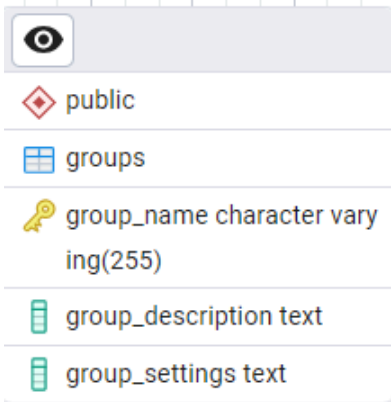 public
groups
group_name character vary
ing(255)
group_description text
group_settings text